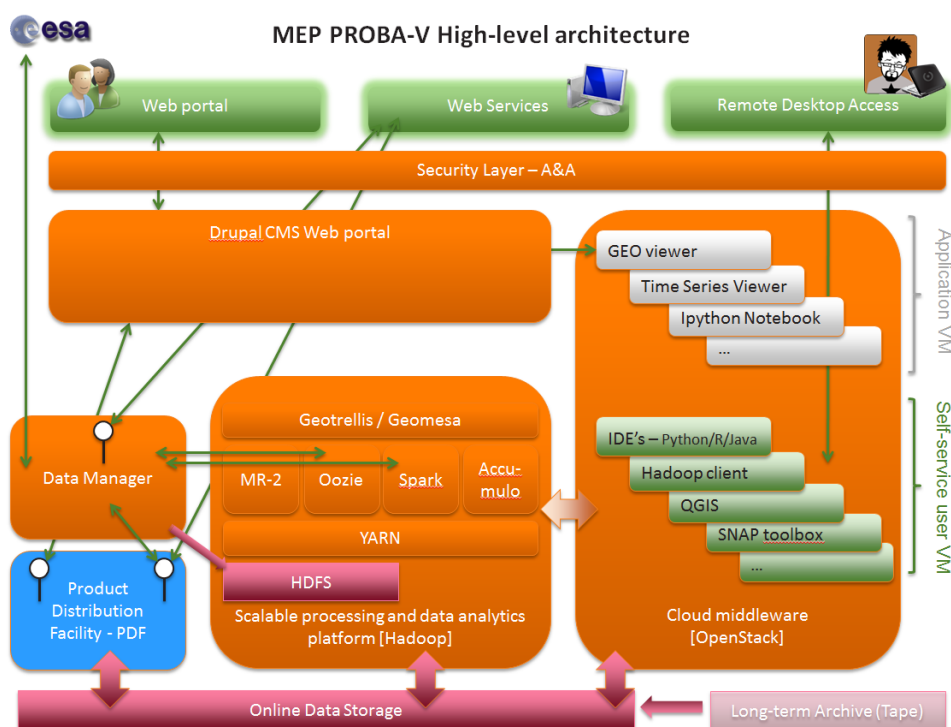 esa
MEP PROBA-V High-level architecture
Web portal
Web Services
Remote Desktop Access
Security Layer – A&A
Drupal CMS Web portal
GEO viewer
Time Series Viewer
Ipython Notebook
...
Application VM
Geotrellis / Geomesa
MR-2
Oozie
Spark
Accu-
mulo
YARN
HDFS
Scalable processing and data analytics
platform [Hadoop]
Data Manager
Product
Distribution
Facility - PDF
IDE's – Python/R/Java
Hadoop client
QGIS
SNAP toolbox
...
Self-service user VM
Cloud middleware
[OpenStack]
Online Data Storage
Long-term Archive (Tape)